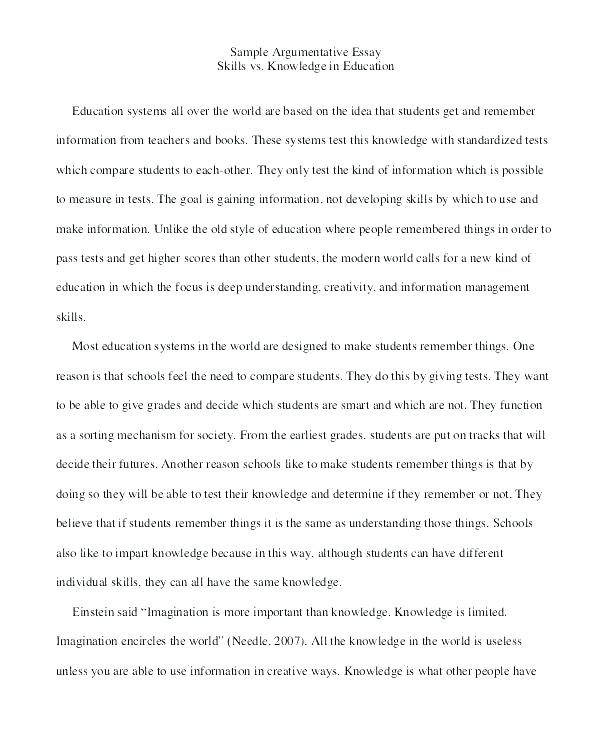 Sample Argumentative Essay
Skills vs. Knowledge in Education
Education systems all over the world are based on the idea that students get and remember
information from teachers and books. These systems test this knowledge with standardized tests
which compare students to each-other. They only test the kind of information which is possible
to measure in tests. The goal is gaining information, not developing skills by which to use and
make information. Unlike the old style of education where people remembered things in order to
pass tests and get higher scores than other students, the modern world calls for a new kind of
education in which the focus is deep understanding, creativity, and information management
skills.
Most education systems in the world are designed to make students remember things. One
reason is that schools feel the need to compare students. They do this by giving tests. They want
to be able to give grades and decide which students are smart and which are not. They function
as a sorting mechanism for society. From the earliest grades, students are put on tracks that will
decide their futures. Another reason schools like to make students remember things is that by
doing so they will be able to test their knowledge and determine if they remember or not. They
believe that if students remember things it is the same as understanding those things. Schools
also like to impart knowledge because in this way, although students can have different
individual skills, they can all have the same knowledge.
Einstein said “Imagination is more important than knowledge. Knowledge is limited.
Imagination encircles the world” (Needle, 2007). All the knowledge in the world is useless
unless you are able to use information in creative ways. Knowledge is what other people have